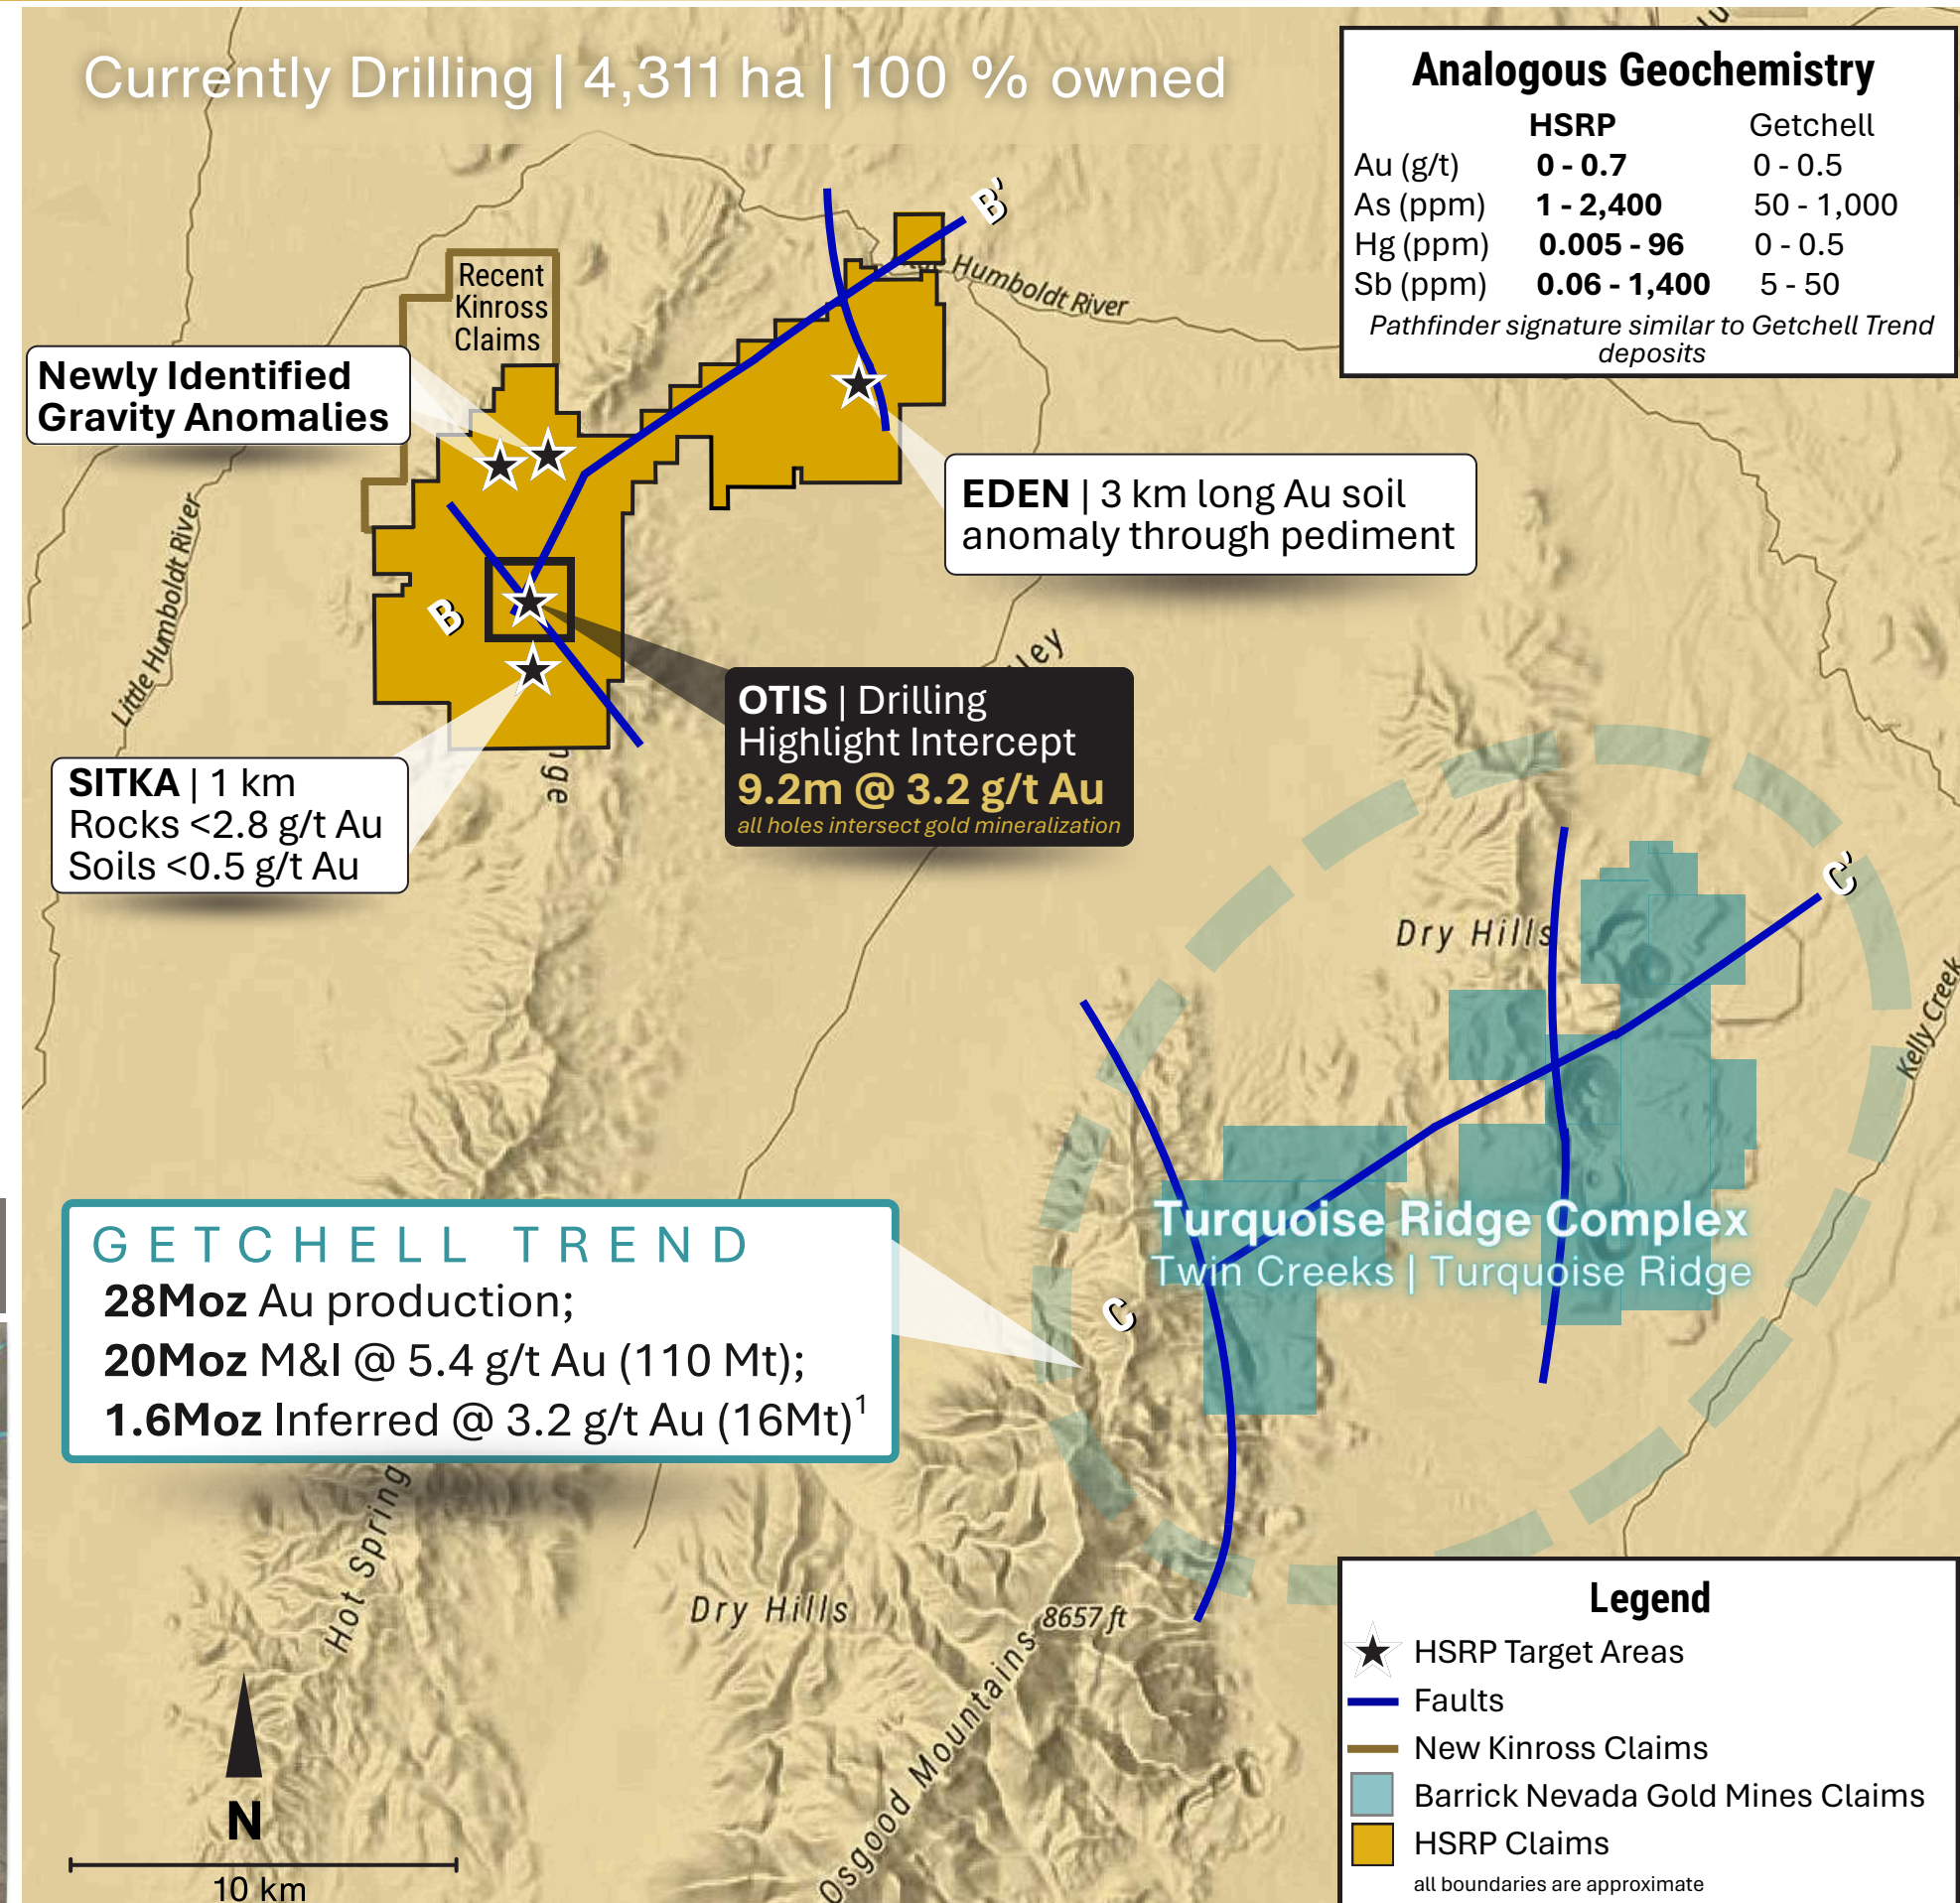 Currently Drilling | 4,311 ha | 100 % owned
Analogous Geochemistry
HSRP Getchell
Au (g/t) 0 - 0.7 0 - 0.5
As (ppm) 1 - 2,400 50 - 1,000
Hg (ppm) 0.005 - 96 0 - 0.5
Sb (ppm) 0.06 - 1,400 5 - 50
Pathfinder signature similar to Getchell Trend
deposits
B´
Humboldt River
Recent
Kinross
Claims
Newly Identified
Gravity Anomalies
EDEN | 3 km long Au soil
anomaly through pediment
Little Humboldt River
B
lley
OTIS | Drilling
Highlight Intercept
9.2m @ 3.2 g/t Au
all holes intersect gold mineralization
SITKA | 1 km
Rocks <2.8 g/t Au
Soils <0.5 g/t Au
nge
C´
Dry Hills
Kelly Creek
Turquoise Ridge Complex
Twin Creeks | Turquoise Ridge
C
GETCHELL TREND
28Moz Au production;
20Moz M&I @ 5.4 g/t Au (110 Mt);
1.6Moz Inferred @ 3.2 g/t Au (16Mt)¹
Hot Spring
Dry Hills
8657 ft
Osgood Mountains
N
10 km
Legend
HSRP Target Areas
Faults
New Kinross Claims
Barrick Nevada Gold Mines Claims
HSRP Claims
all boundaries are approximate